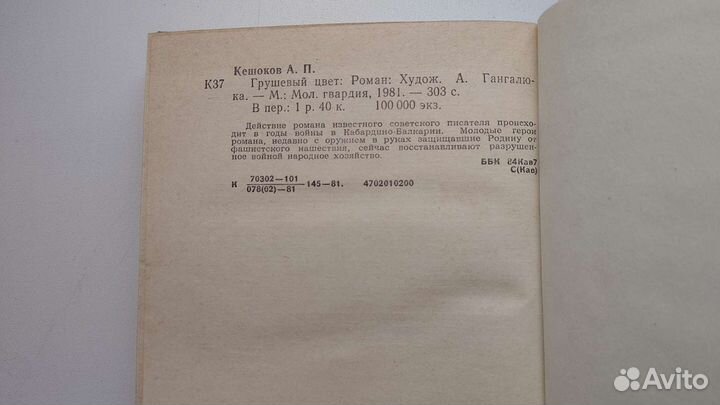 Кешоков А. П.
К37 Грушевый цвет: Роман: Худож. А. Гангалю-
ка. — М.: Мол. гвардия, 1981. — 303 с.
В пер.: 1 р. 40 к. 100 000 экз.
Действие романа известного советского писателя происхо-
дит в годы войны в Кабардино-Балкарии. Молодые герои
романа, недавно с оружием в руках защищавшие Родину от
фашистского нашествия, сейчас восстанавливают разрушен-
ное войной народное хозяйство.
ББК 84Кав7
С(Кав)
70302—101
К ———145—81. 4702010200
078(02)—81
Avito